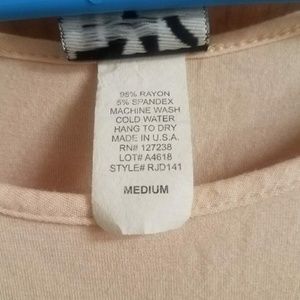 95% RAYON
5% SPANDEX
MACHINE WASH
COLD WATER
HANG TO DRY
MADE IN U.S.A.
RN# 127238
LOT# A4618
STYLE# RJD141
MEDIUM